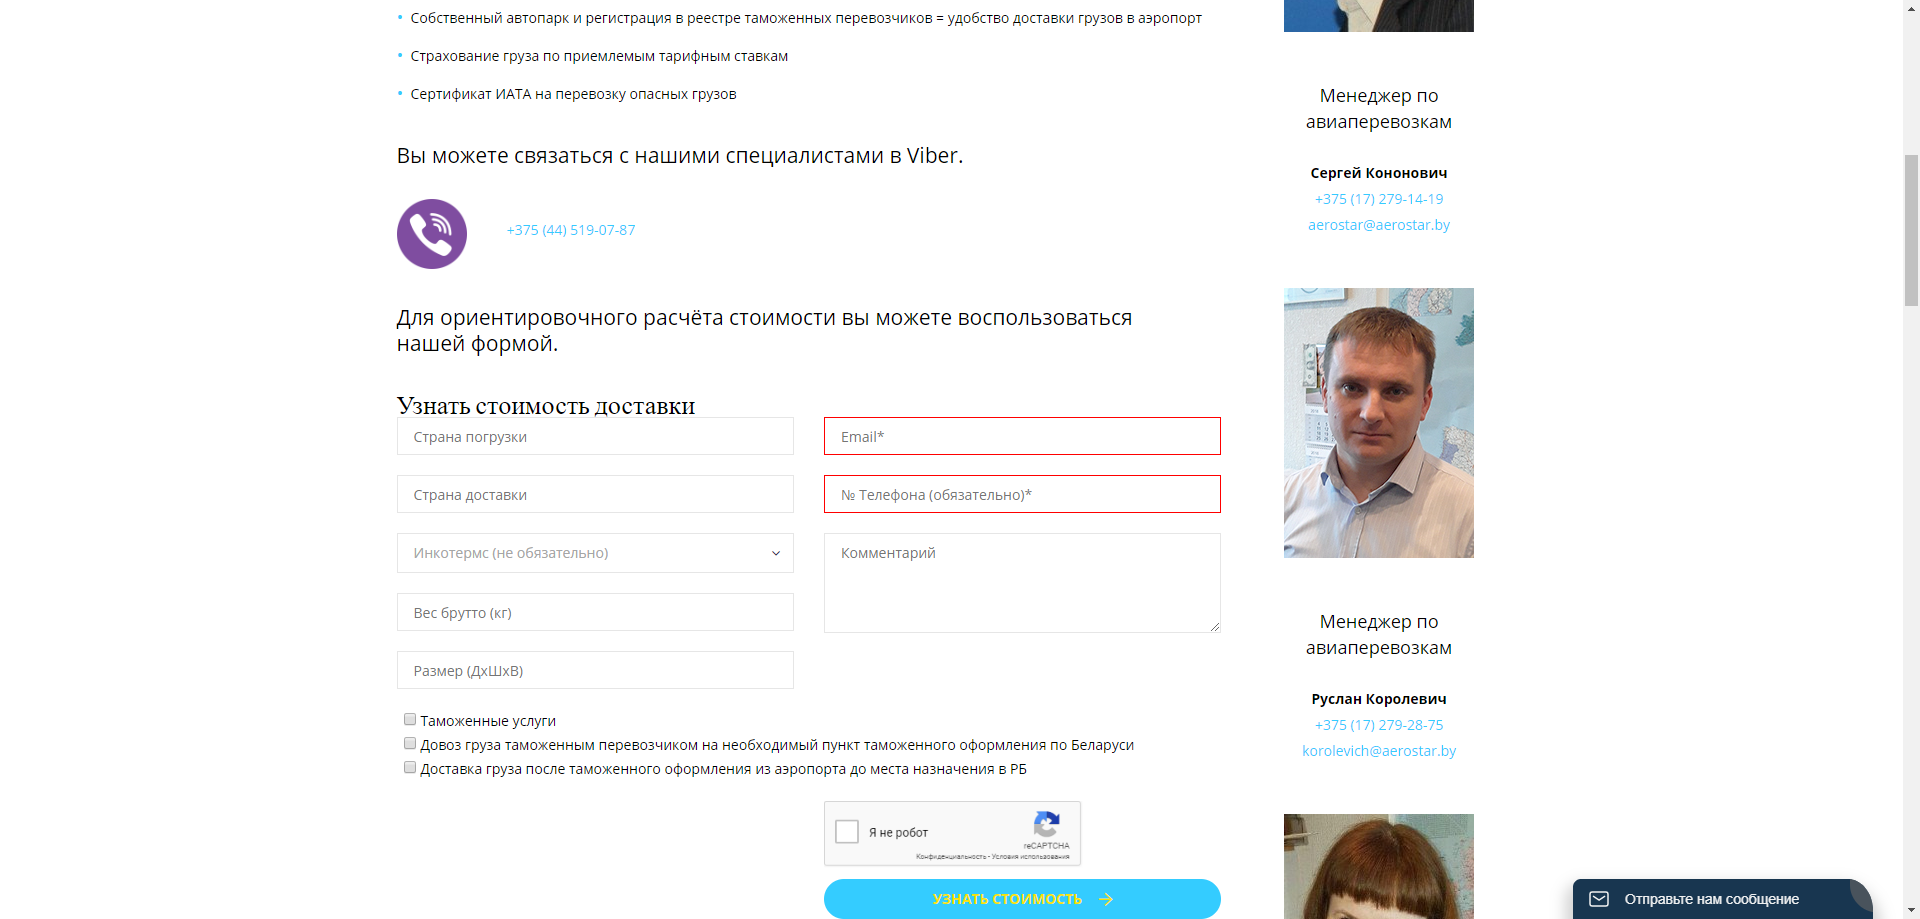 Собственный автопарк и регистрация в реестре таможенных перевозчиков = удобство доставки грузов в аэропорт
Страхование груза по приемлемым тарифным ставкам
Сертификат ИАТА на перевозку опасных грузов
Вы можете связаться с нашими специалистами в Viber.
+375 (44) 519-07-87
Для ориентировочного расчёта стоимости вы можете воспользоваться
нашей формой.
Узнать стоимость доставки
Страна погрузки
Страна доставки
Инкотермс (не обязательно)
Вес брутто (кг)
Размер (ДхШхВ)
Email*
№ Телефона (обязательно)*
Комментарий
Таможенные услуги
Довоз груза таможенным перевозчиком на необходимый пункт таможенного оформления по Беларуси
Доставка груза после таможенного оформления из аэропорта до места назначения в РБ
Я не робот
reCAPTCHA
Конфиденциальность - Условия использования
УЗНАТЬ СТОИМОСТЬ
Менеджер по
авиаперевозкам
Сергей Кононович
+375 (17) 279-14-19
aerostar@aerostar.by
Менеджер по
авиаперевозкам
Руслан Королевич
+375 (17) 279-28-75
korolevich@aerostar.by
Отправьте нам сообщение